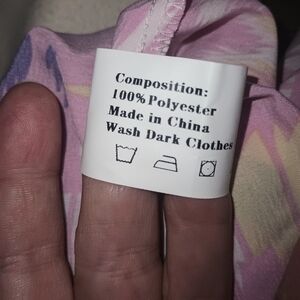 Composition:
100% Polyester
Made in China
Wash Dark Clothes